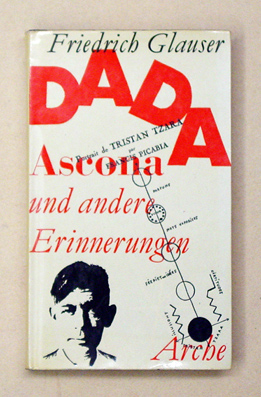 Friedrich Glauser
DADA
Portrait de TRISTAN TZARA
par
FRANCIS PICABIA
Ascona
und andere
Erinnerungen
Arche